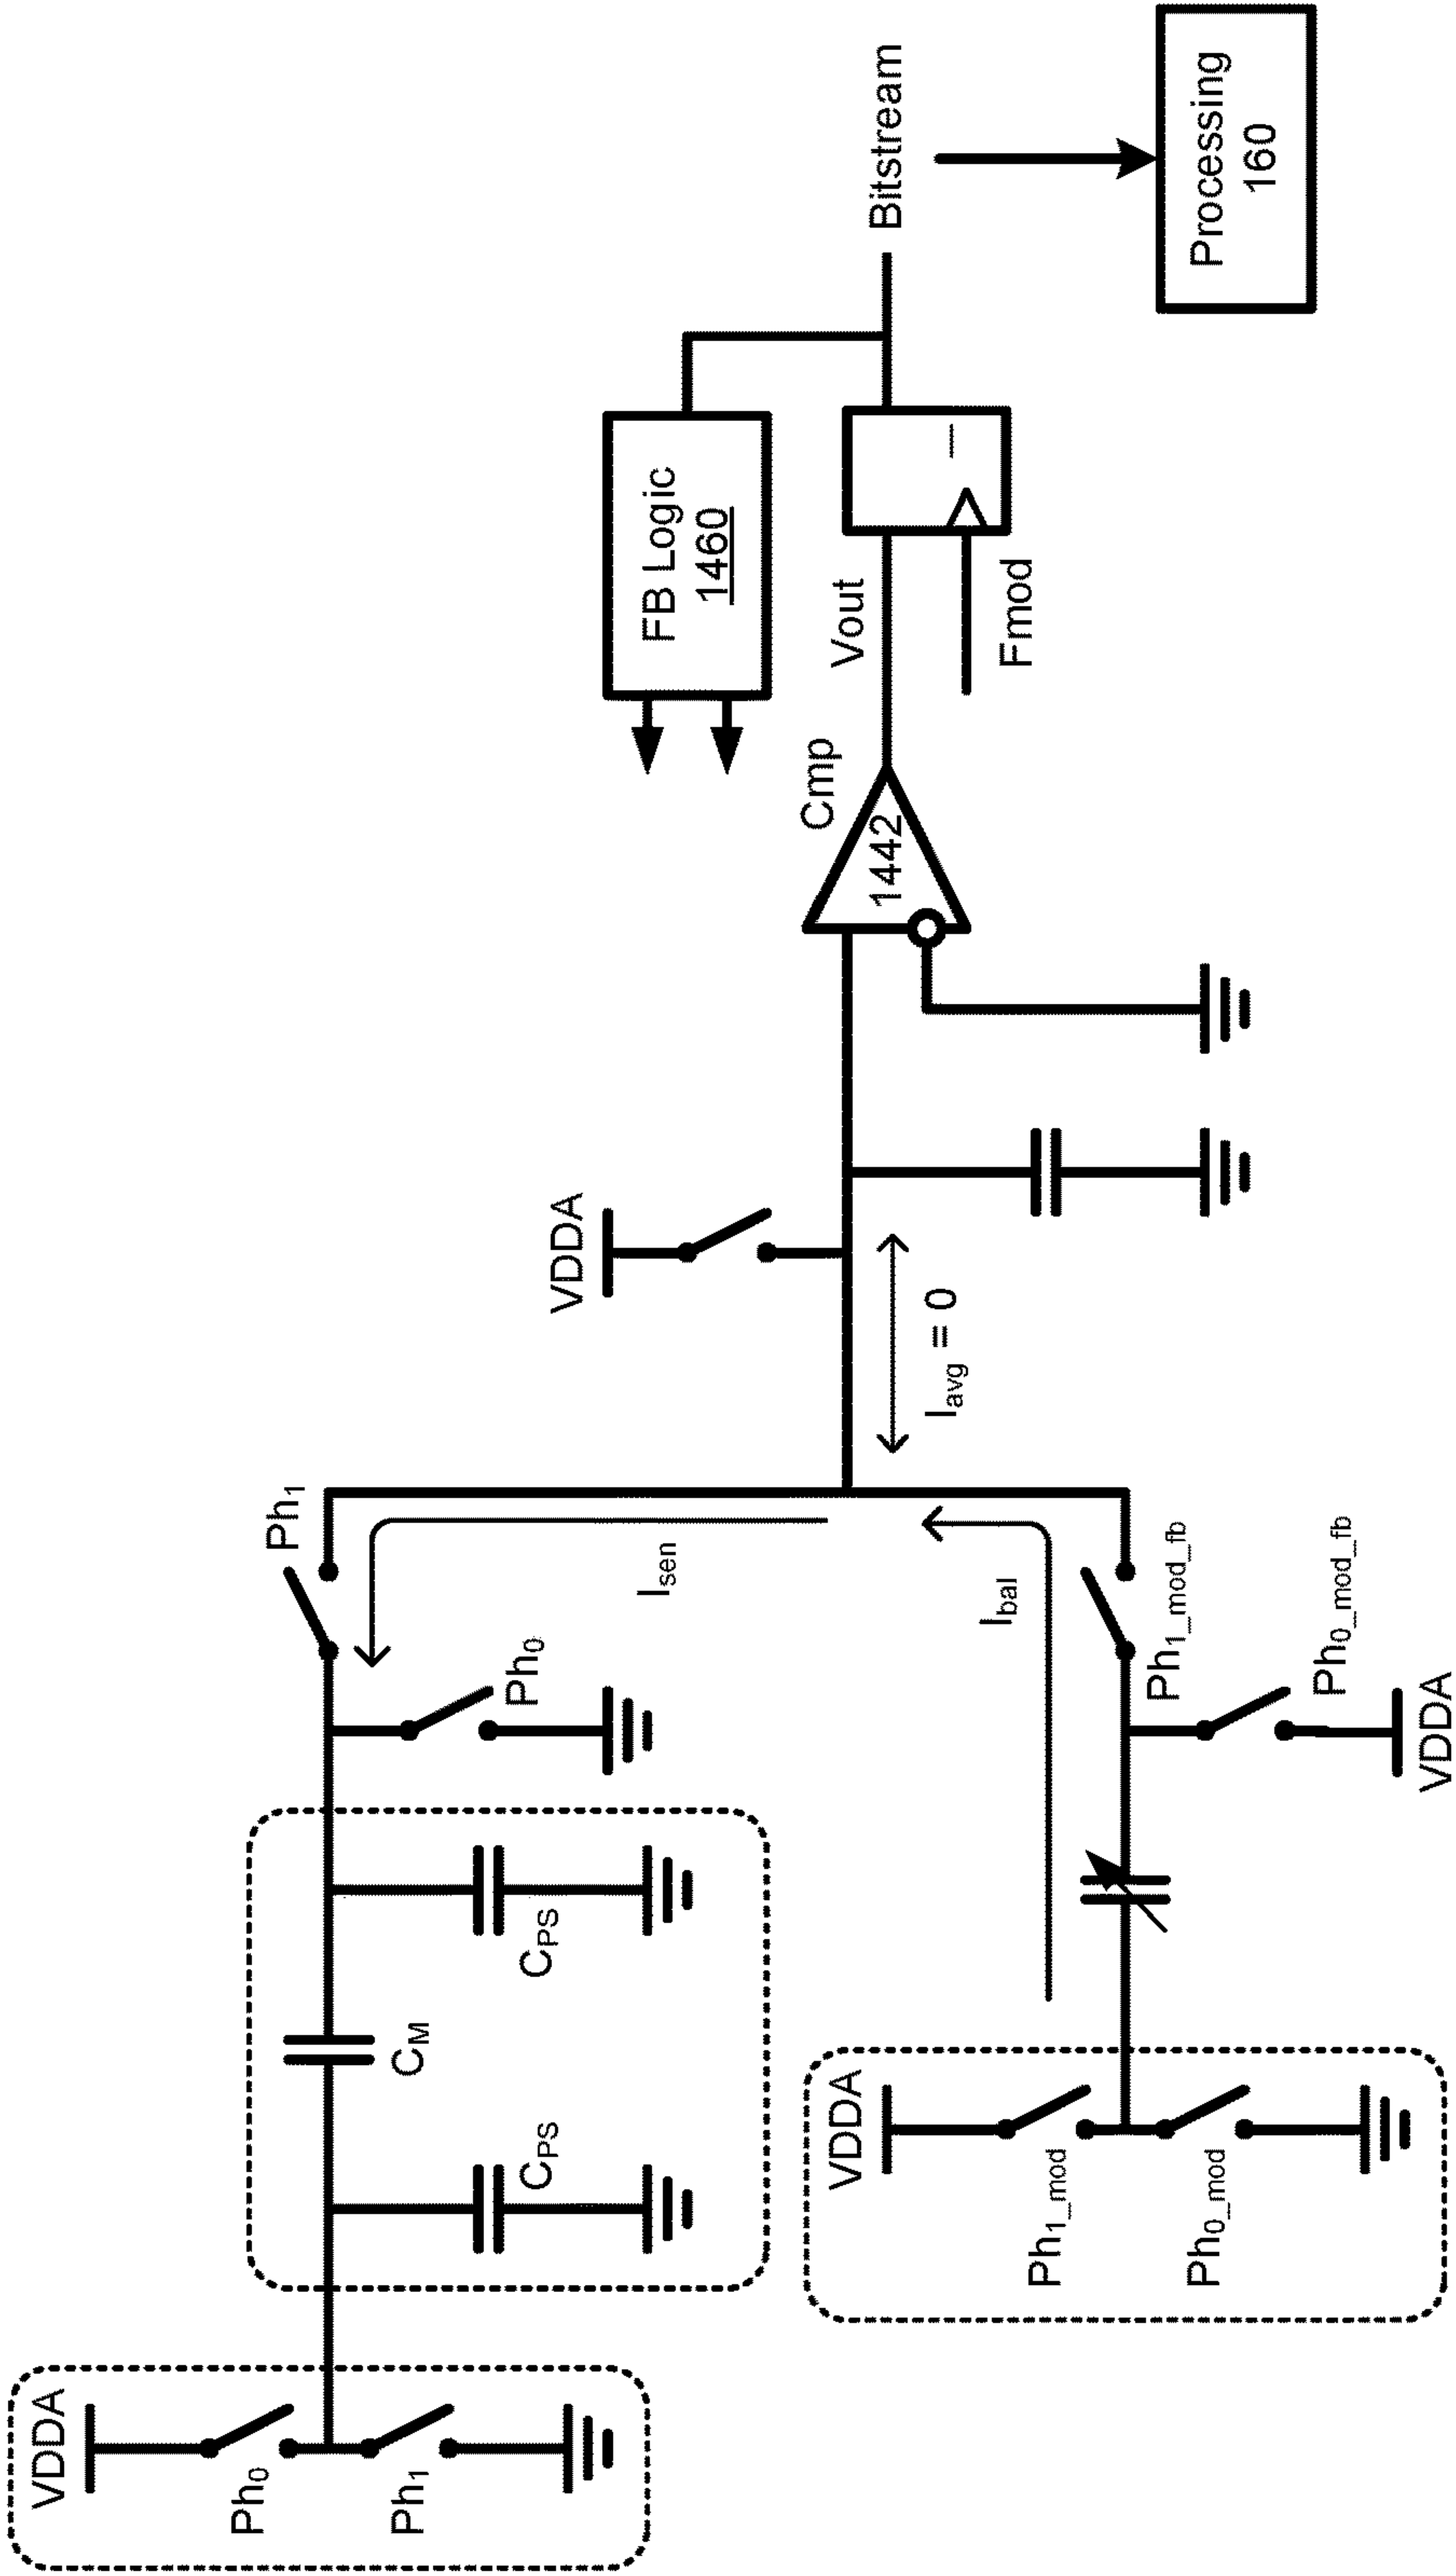 VDDA
Ph0
Ph1
CPS
CM
CPS
Ph0
Ph1
Isen
VDDA
Ph1_mod
Ph0_mod
Ibal
Ph1_mod_fb
Ph0_mod_fb
VDDA
VDDA
Iavg = 0
Cmp
1442
Vout
Fmod
FB Logic
1460
Bitstream
Processing
160